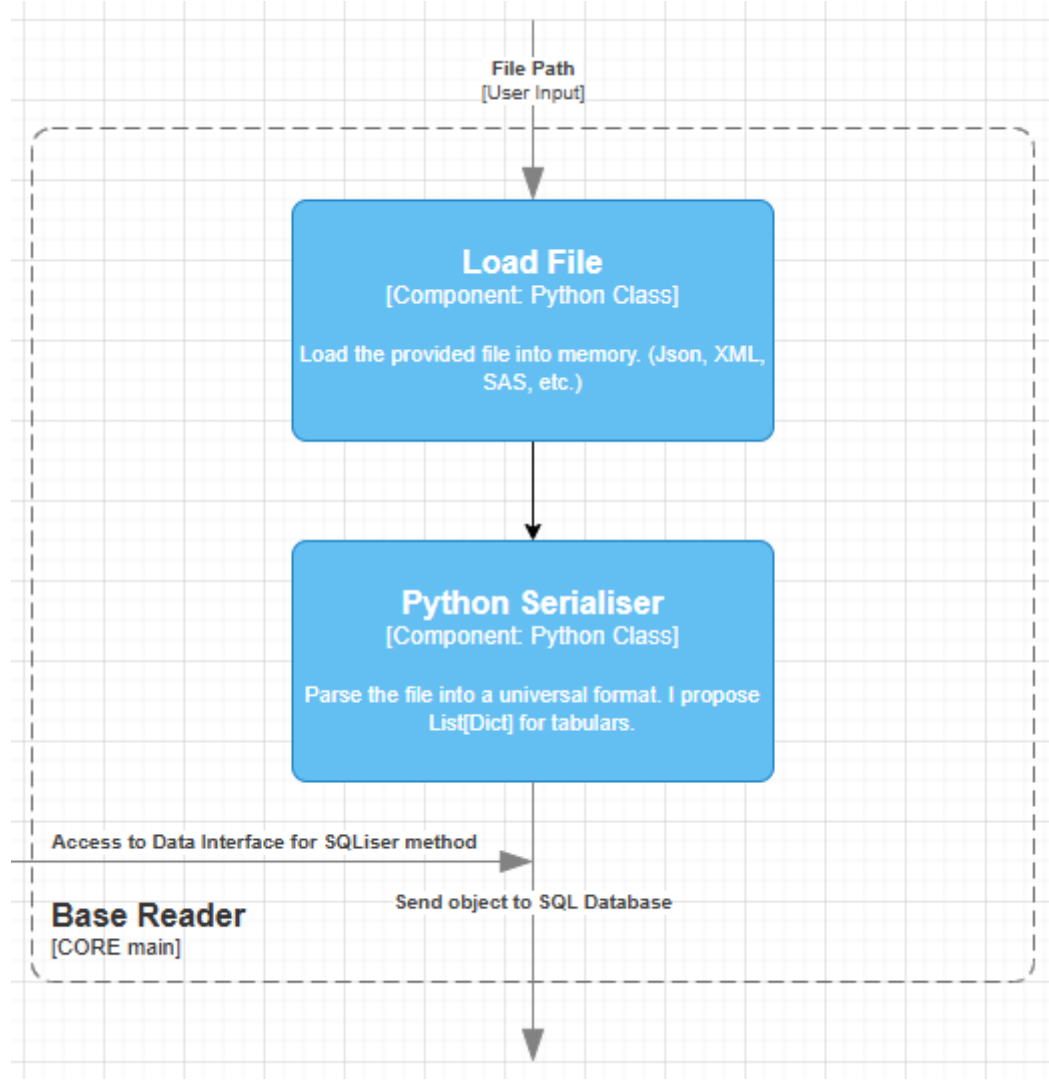 File Path
[User Input]
Load File
[Component: Python Class]
Load the provided file into memory. (Json, XML,
SAS, etc.)
Python Serialiser
[Component: Python Class]
Parse the file into a universal format. I propose
List[Dict] for tabulars.
Access to Data Interface for SQLiser method
Send object to SQL Database
Base Reader
[CORE main]